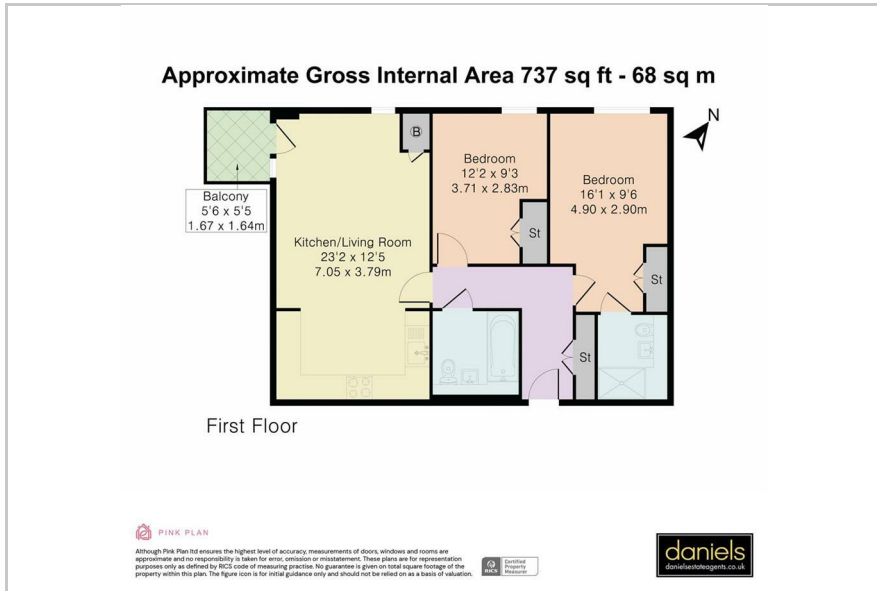 Approximate Gross Internal Area 737 sq ft - 68 sq m
N
B
Bedroom
12'2 x 9'3
3.71 x 2.83m
Bedroom
16'1 x 9'6
4.90 x 2.90m
Balcony
5'6 x 5'5
1.67 x 1.64m
St
Kitchen/Living Room
23'2 x 12'5
7.05 x 3.79m
St
St
First Floor
PINK PLAN
Although Pink Plan ltd ensures the highest level of accuracy, measurements of doors, windows and rooms are
approximate and no responsibility is taken for error, omission or misstatement. These plans are for representation
purposes only as defined by RICS code of measuring practise. No guarantee is given on total square footage of the
property within this plan. The figure icon is for initial guidance only and should not be relied on as a basis of valuation.
RICS
Certified
Property
Measurer
daniels
danielsestateagents.co.uk